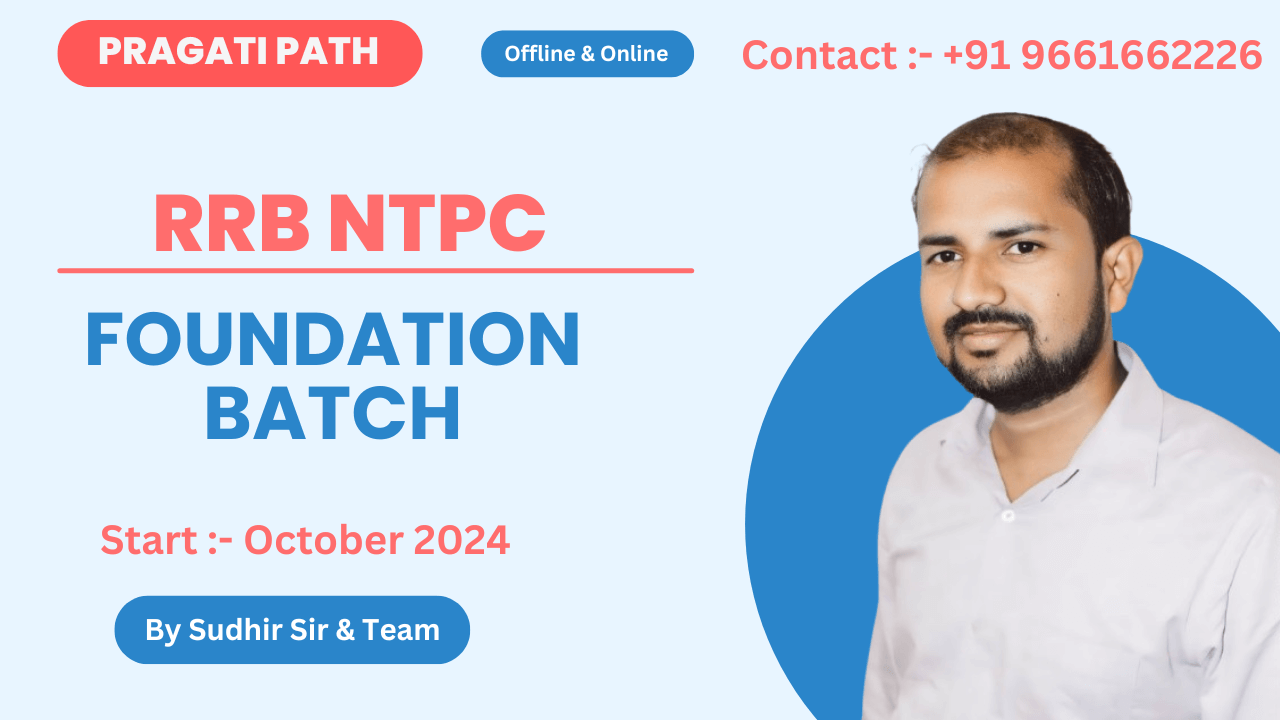 PRAGATI PATH
Offline & Online
Contact :- +91 9661662226
RRB NTPC
FOUNDATION
BATCH
Start :- October 2024
By Sudhir Sir & Team